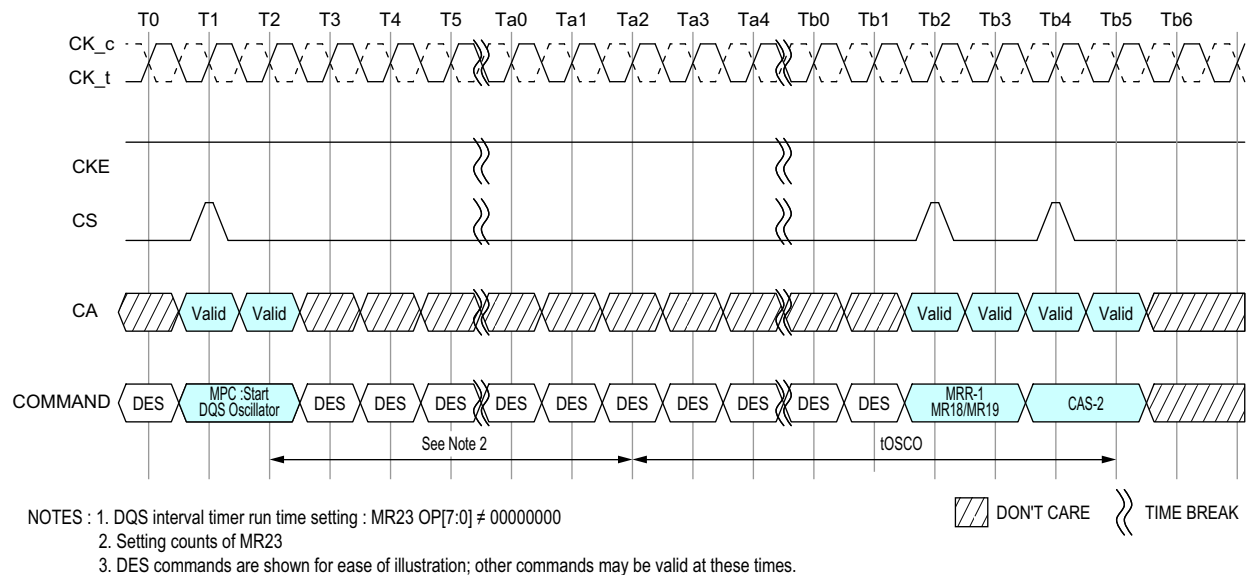 T0 T1 T2 T3 T4 T5 Ta0 Ta1 Ta2 Ta3 Ta4 Tb0 Tb1 Tb2 Tb3 Tb4 Tb5 Tb6
CK_c
CK_t
CKE
CS
CA Valid Valid Valid Valid Valid Valid
COMMAND DES MPC :Start DQS Oscillator DES DES DES DES DES DES DES DES DES DES MRR-1 MR18/MR19 CAS-2
See Note 2 tOSCO
NOTES : 1. DQS interval timer run time setting : MR23 OP[7:0] ≠ 00000000
2. Setting counts of MR23
3. DES commands are shown for ease of illustration; other commands may be valid at these times.
DON'T CARE TIME BREAK